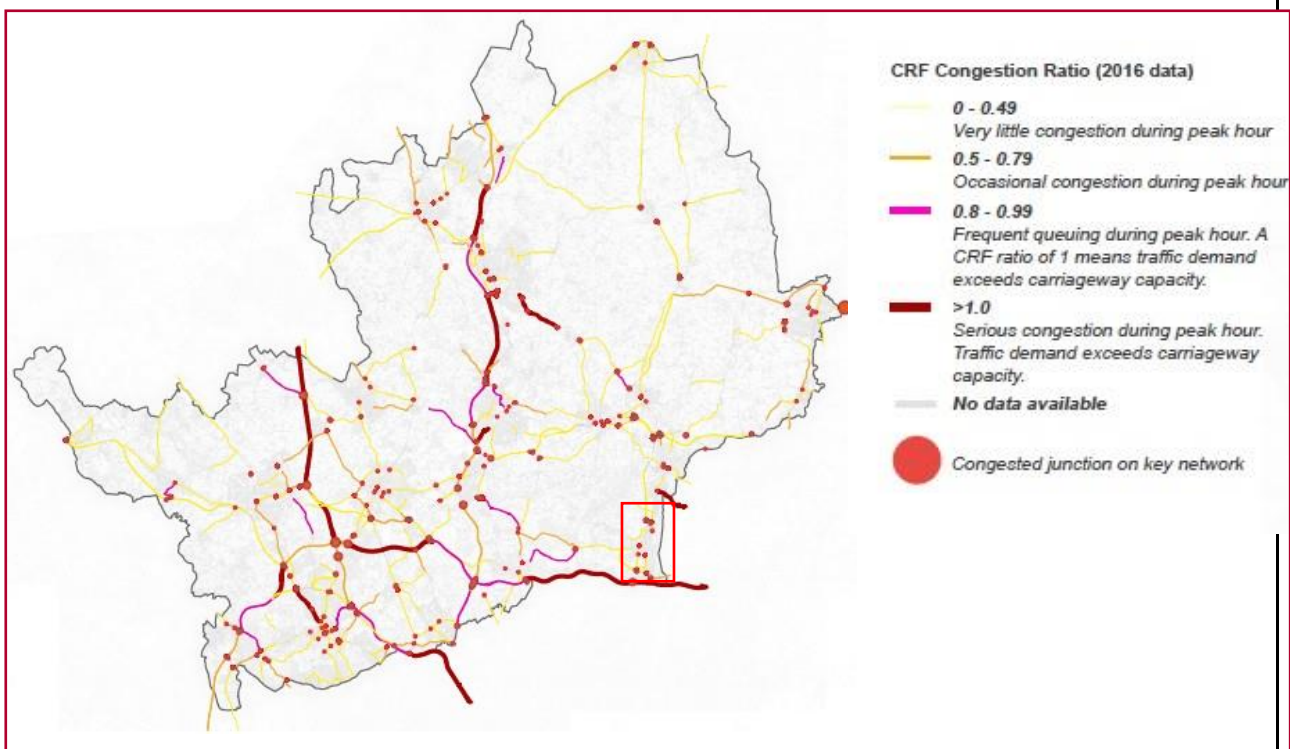 CRF Congestion Ratio (2016 data)
0 - 0.49
Very little congestion during peak hour
0.5 - 0.79
Occasional congestion during peak hour
0.8 - 0.99
Frequent queuing during peak hour. A
CRF ratio of 1 means traffic demand
exceeds carriageway capacity.
>1.0
Serious congestion during peak hour.
Traffic demand exceeds carriageway
capacity.
No data available
Congested junction on key network